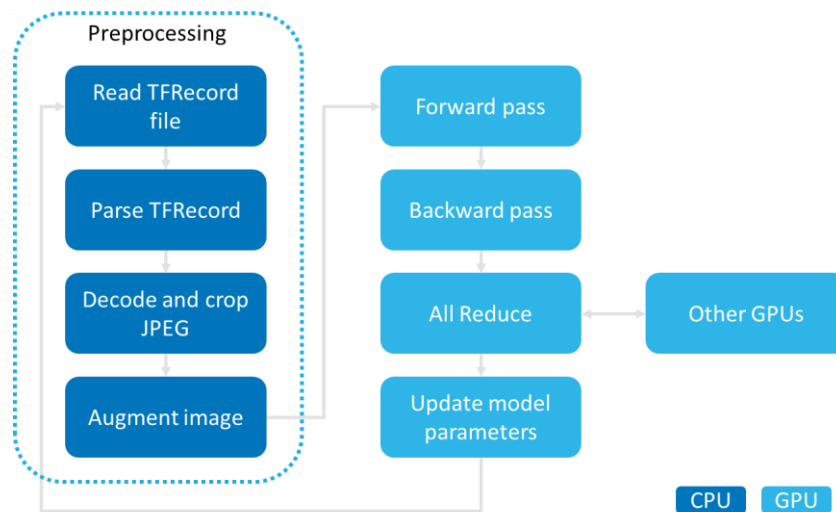 Preprocessing
Read TFRecord
file
Parse TFRecord
Decode and crop
JPEG
Augment image
Forward pass
Backward pass
All Reduce
Other GPUs
Update model
parameters
CPU
GPU